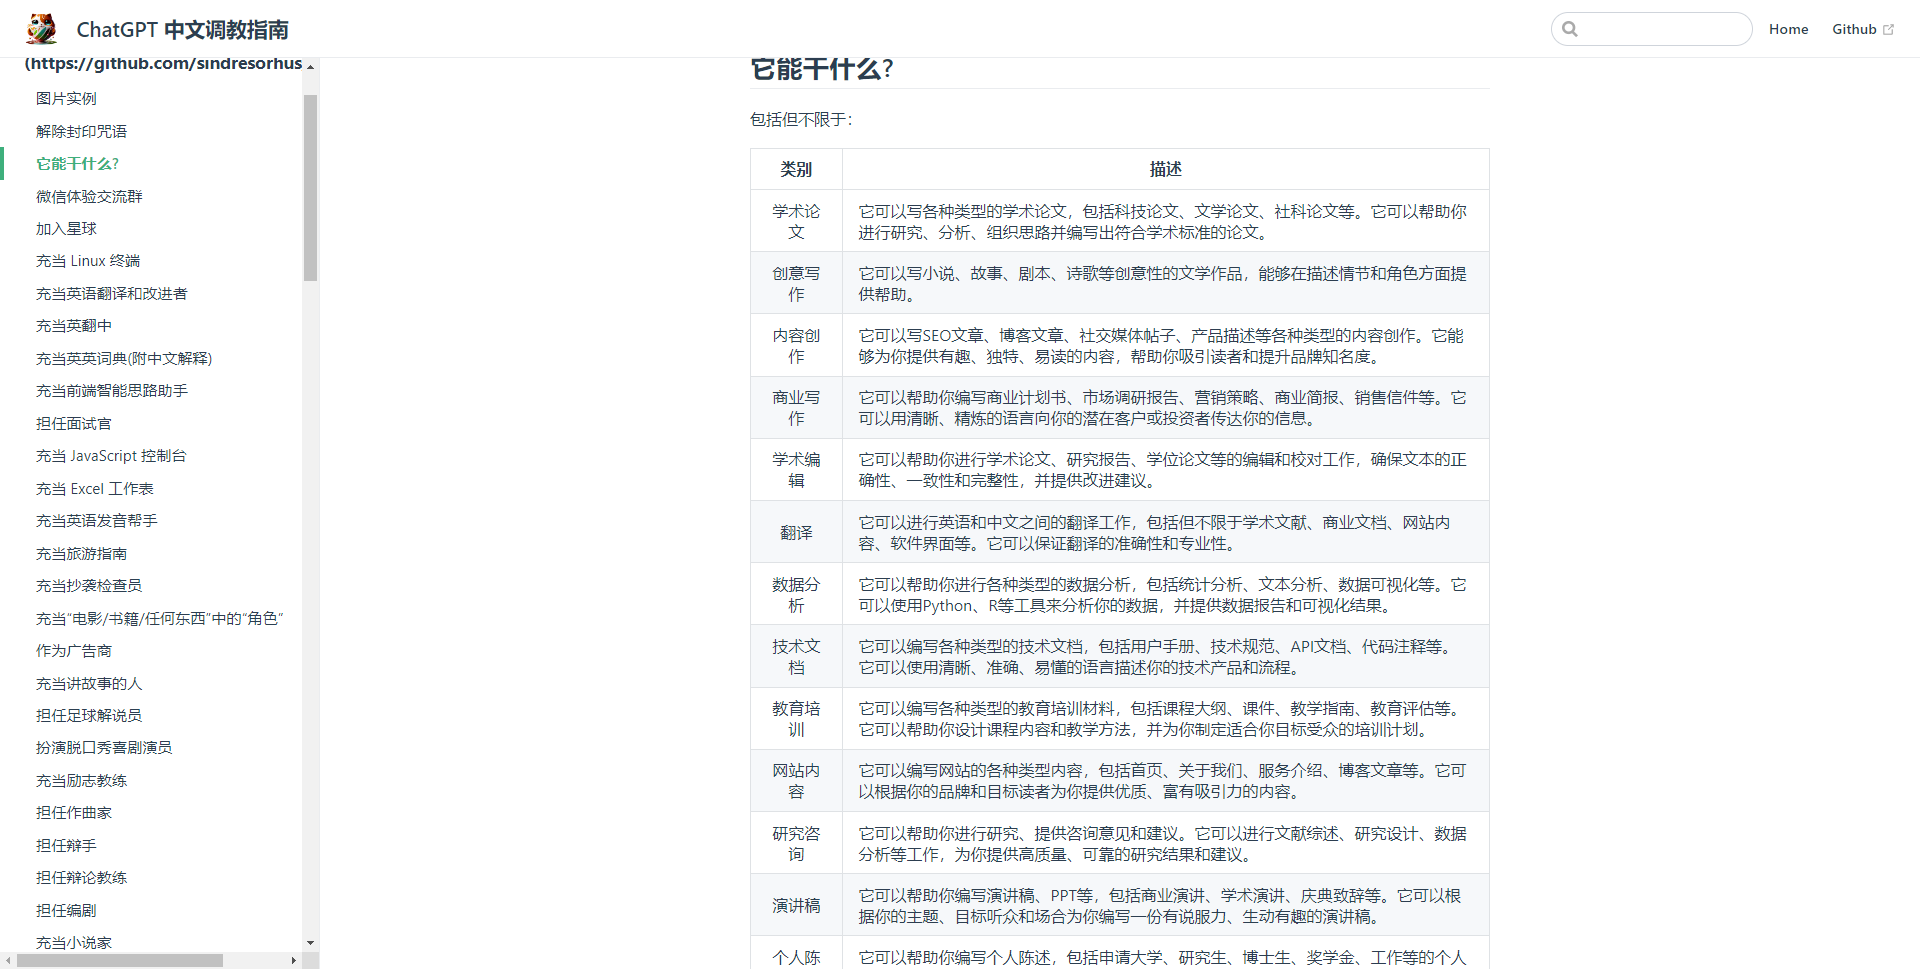 ChatGPT 中文调教指南
Home
Github
(https://github.com/sindresorhus
图片实例
解除封印咒语
它能干什么?
微信体验交流群
加入星球
充当 Linux 终端
充当英语翻译和改进者
充当英翻中
充当英英词典(附中文解释)
充当前端智能思路助手
担任面试官
充当 JavaScript 控制台
充当 Excel 工作表
充当英语发音帮手
充当旅游指南
充当抄袭检查员
充当“电影/书籍/任何东西”中的“角色”
作为广告商
充当讲故事的人
担任足球解说员
扮演脱口秀喜剧演员
充当励志教练
担任作曲家
担任辩手
担任辩论教练
担任编剧
充当小说家
它能干什么?
包括但不限于：
类别
描述
学术论
文
它可以写各种类型的学术论文，包括科技论文、文学论文、社科论文等。它可以帮助你
进行研究、分析、组织思路并编写出符合学术标准的论文。
创意写
作
它可以写小说、故事、剧本、诗歌等创意性的文学作品，能够在描述情节和角色方面提
供帮助。
内容创
作
它可以写SEO文章、博客文章、社交媒体帖子、产品描述等各种类型的内容创作。它能
够为你提供有趣、独特、易读的内容，帮助你吸引读者和提升品牌知名度。
商业写
作
它可以帮助你编写商业计划书、市场调研报告、营销策略、商业简报、销售信件等。它
可以用清晰、精炼的语言向你的潜在客户或投资者传达你的信息。
学术编
辑
它可以帮助你进行学术论文、研究报告、学位论文等的编辑和校对工作，确保文本的正
确性、一致性和完整性，并提供改进建议。
翻译
它可以进行英语和中文之间的翻译工作，包括但不限于学术文献、商业文档、网站内
容、软件界面等。它可以保证翻译的准确性和专业性。
数据分
析
它可以帮助你进行各种类型的数据分析，包括统计分析、文本分析、数据可视化等。它
可以使用Python、R等工具来分析你的数据，并提供数据报告和可视化结果。
技术文
档
它可以编写各种类型的技术文档，包括用户手册、技术规范、API文档、代码注释等。
它可以使用清晰、准确、易懂的语言描述你的技术产品和流程。
教育培
训
它可以编写各种类型的教育培训材料，包括课程大纲、课件、教学指南、教育评估等。
它可以帮助你设计课程内容和教学方法，并为你制定适合你目标受众的培训计划。
网站内
容
它可以编写网站的各种类型内容，包括首页、关于我们、服务介绍、博客文章等。它可
以根据你的品牌和目标读者为你提供优质、富有吸引力的内容。
研究咨
询
它可以帮助你进行研究、提供咨询意见和建议。它可以进行文献综述、研究设计、数据
分析等工作，为你提供高质量、可靠的研究结果和建议。
演讲稿
它可以帮助你编写演讲稿、PPT等，包括商业演讲、学术演讲、庆典致辞等。它可以根
据你的主题、目标听众和场合为你编写一份有说服力、生动有趣的演讲稿。
个人陈
它可以帮助你编写个人陈述，包括申请大学、研究生、博士生、奖学金、工作等的个人